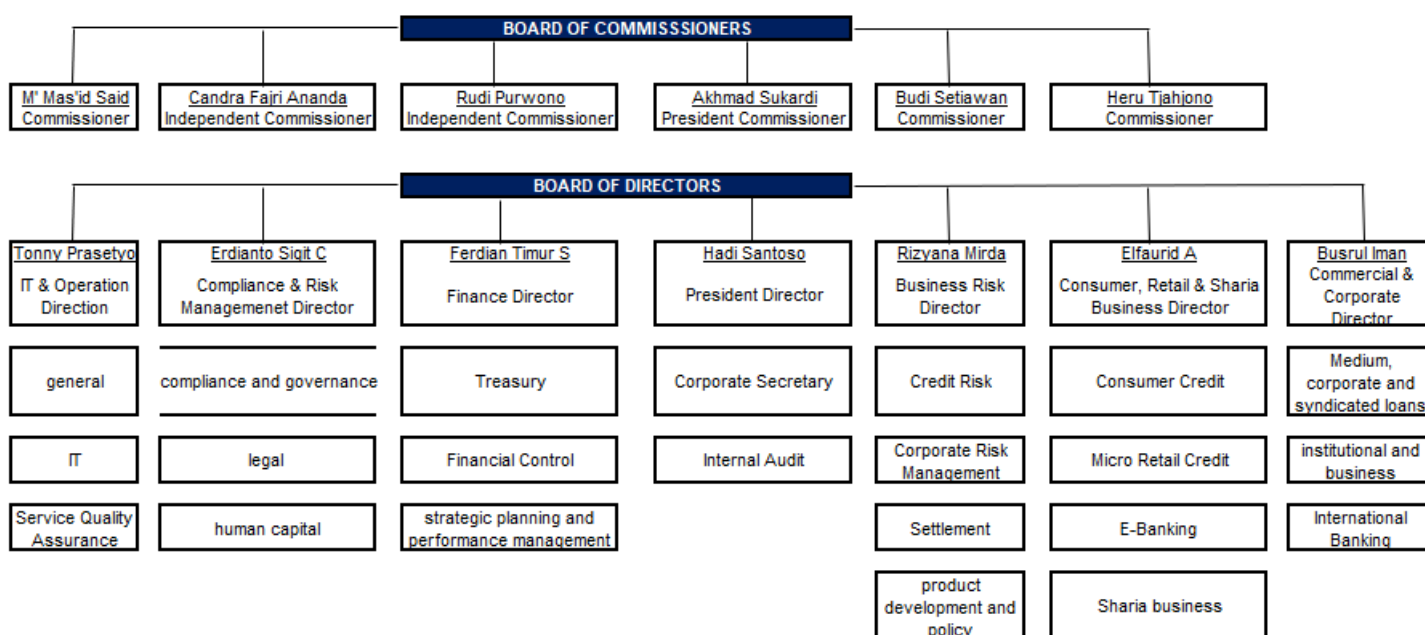 BOARD OF COMMISSSIONERS
M' Mas'id Said
Commissioner
Candra Fajri Ananda
Independent Commissioner
Rudi Purwono
Independent Commissioner
Akhmad Sukardi
President Commissioner
Budi Setiawan
Commissioner
Heru Tjahjono
Commissioner
BOARD OF DIRECTORS
Tonny Prasetyo
IT & Operation
Direction
Erdianto Sigit C
Compliance & Risk
Managemenet Director
Ferdian Timur S
Finance Director
Hadi Santoso
President Director
Rizyana Mirda
Business Risk
Director
Elfaurid A
Consumer, Retail & Sharia
Business Director
Busrul Iman
Commercial &
Corporate
Director
general
compliance and governance
Treasury
Corporate Secretary
Credit Risk
Consumer Credit
Medium,
corporate and
syndicated loans
IT
legal
Financial Control
Internal Audit
Corporate Risk
Management
Micro Retail Credit
institutional and
business
Service Quality
Assurance
human capital
strategic planning and
performance management
Settlement
E-Banking
International
Banking
product
development and
policy
Sharia business